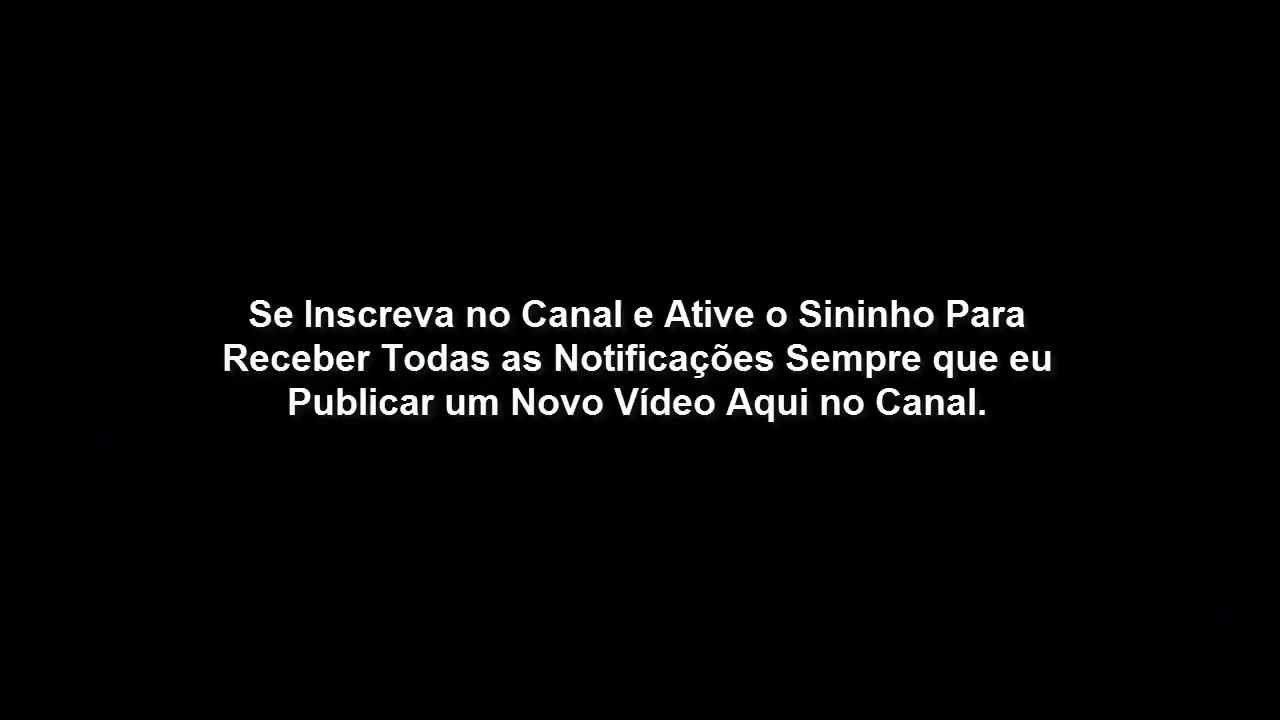 Se Inscreva no Canal e Ative o Sininho Para
Receber Todas as Notificações Sempre que eu
Publicar um Novo Vídeo Aqui no Canal.